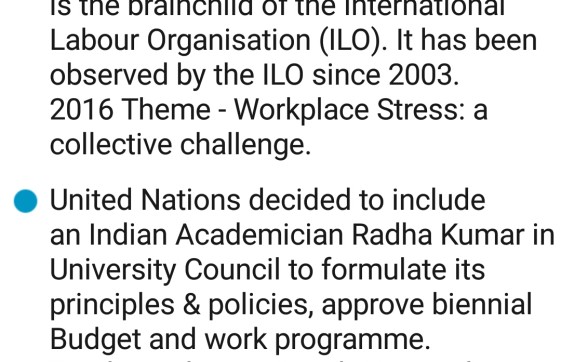 is the brainchild of the International
Labour Organisation (ILO). It has been
observed by the ILO since 2003.
2016 Theme - Workplace Stress: a
collective challenge.
United Nations decided to include
an Indian Academician Radha Kumar in
University Council to formulate its
principles & policies, approve biennial
Budget and work programme.